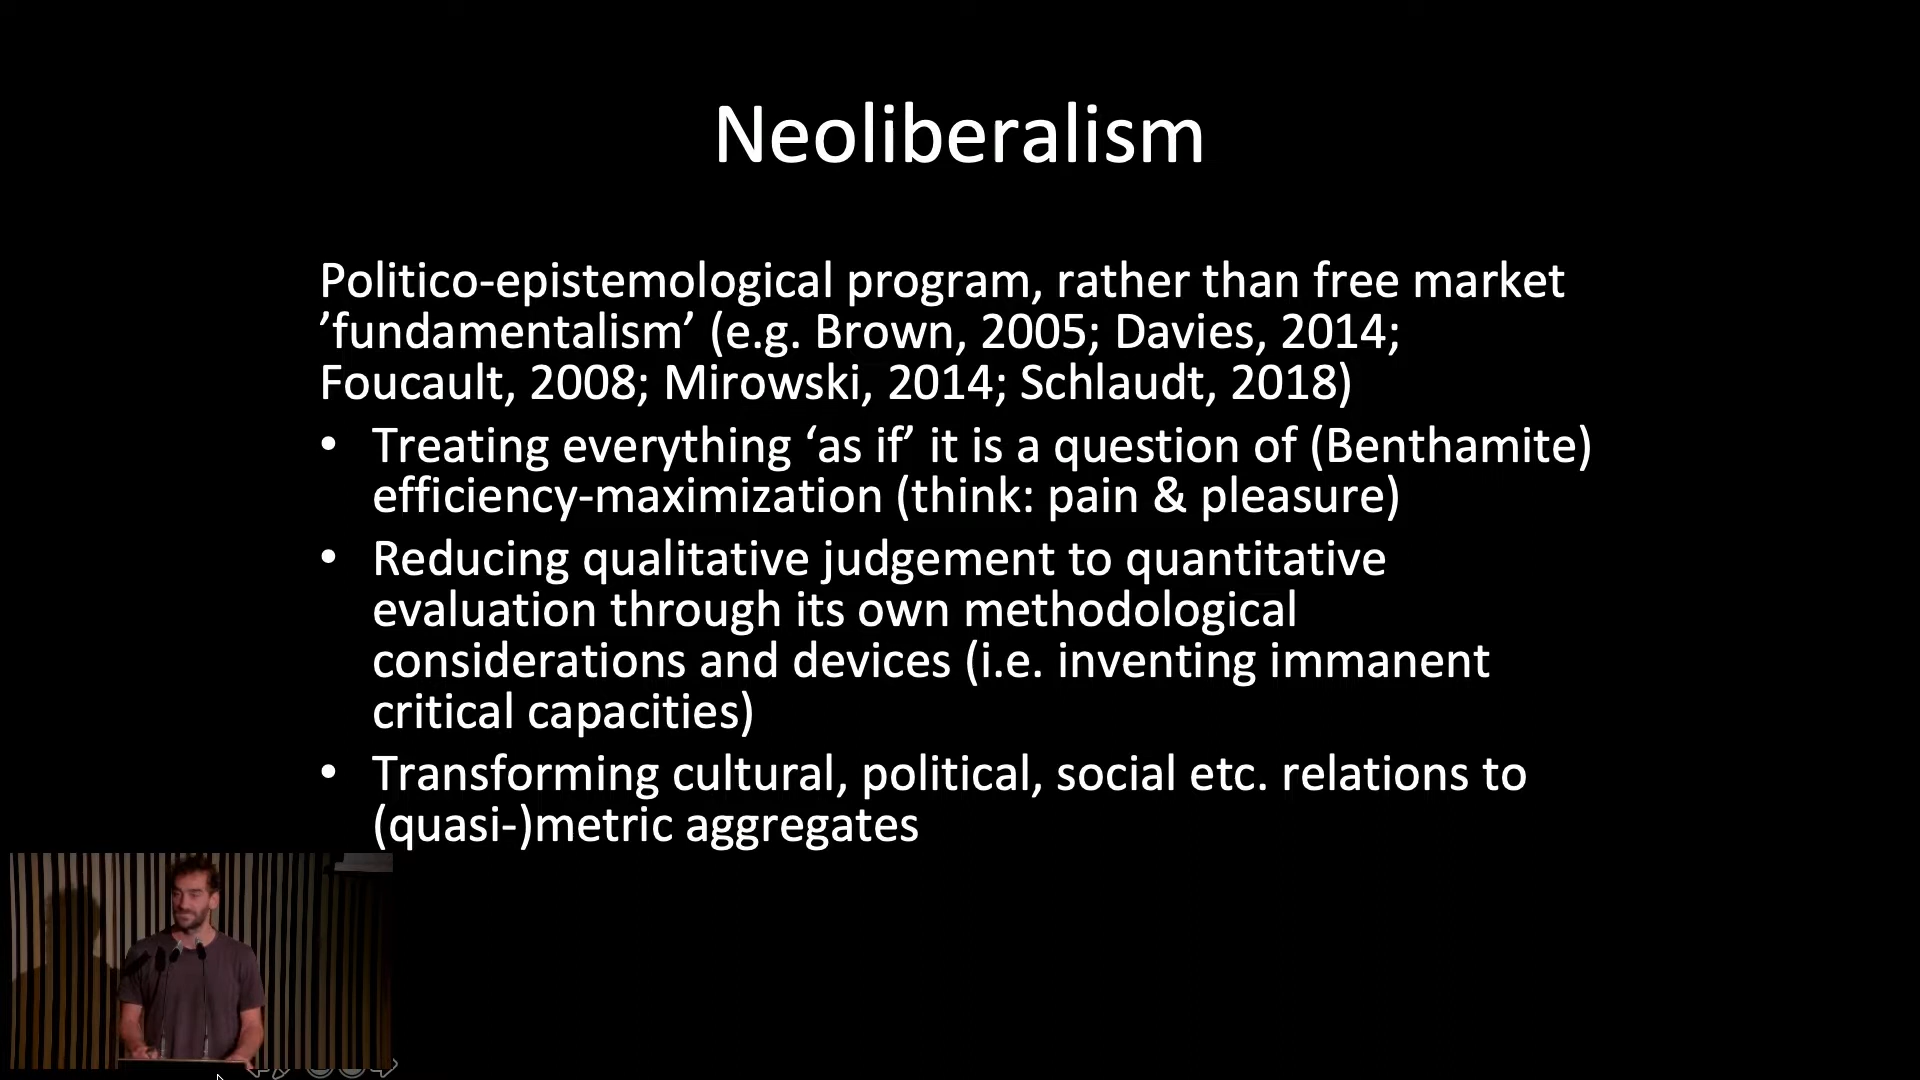 Neoliberalism
Politico-epistemological program, rather than free market
’fundamentalism’ (e.g. Brown, 2005; Davies, 2014;
Foucault, 2008; Mirowski, 2014; Schlaudt, 2018)
• Treating everything ‘as if’ it is a question of (Benthamite)
efficiency-maximization (think: pain & pleasure)
• Reducing qualitative judgement to quantitative
evaluation through its own methodological
considerations and devices (i.e. inventing immanent
critical capacities)
• Transforming cultural, political, social etc. relations to
(quasi-)metric aggregates